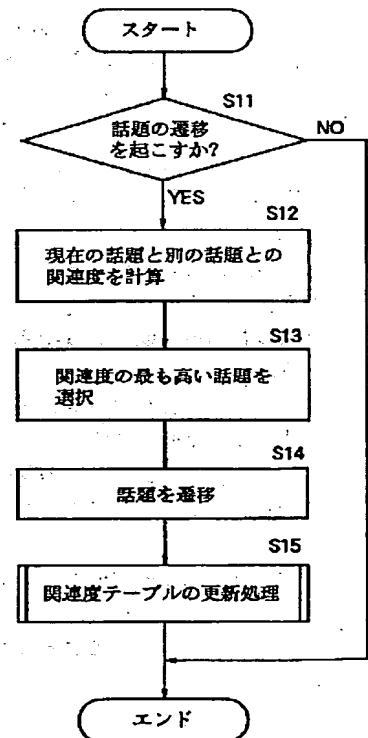 スタート
S11
話題の遷移
を起こすか?
NO
YES
S12
現在の話題と別の話題との
関連度を計算
S13
関連度の最も高い話題を
選択
S14
話題を遷移
S15
関連度テーブルの更新処理
エンド